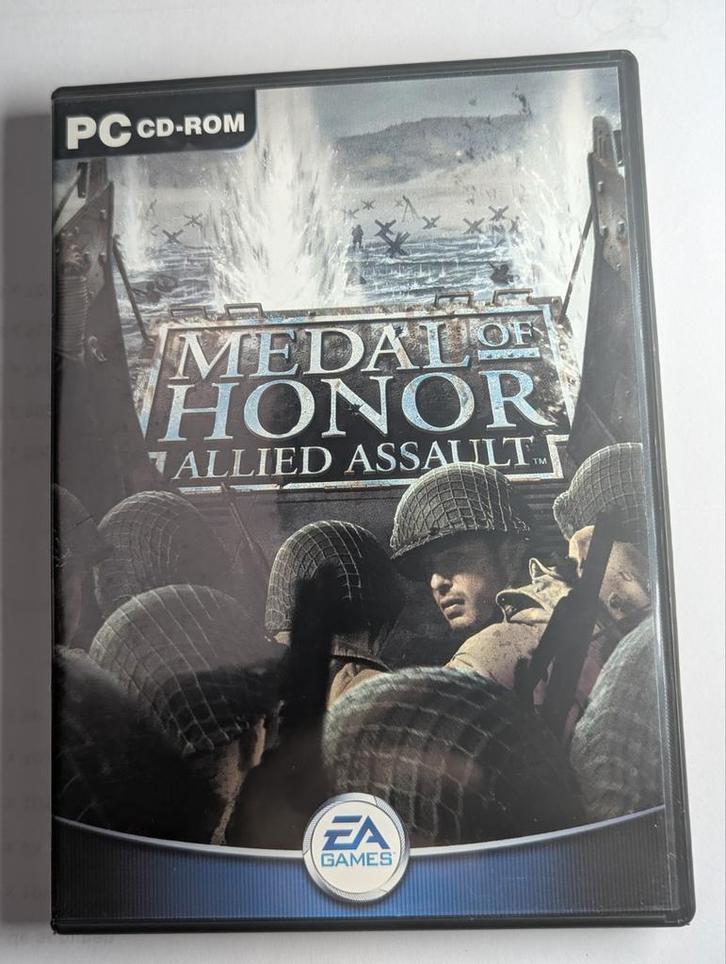 PC CD-ROM
MEDAL OF
HONOR
ALLIED ASSAULT™
EA
GAMES